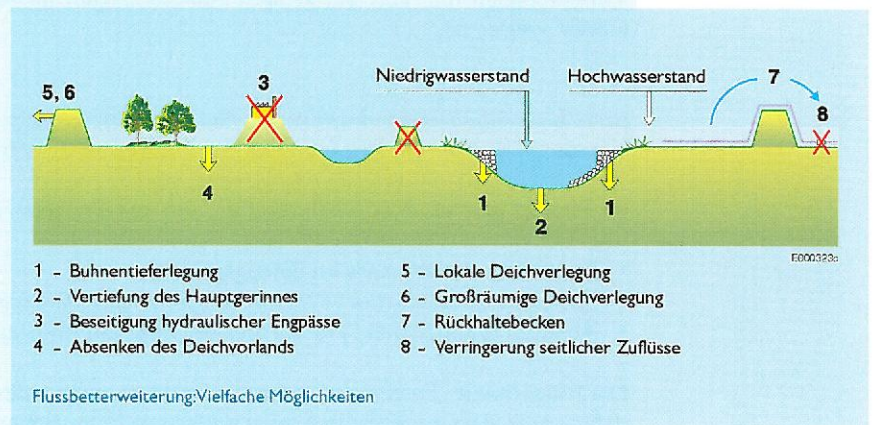 5, 6
3
Niedrigwasserstand
Hochwasserstand
7
8
4
1
2
1
E000323c
1 - Buhnentieferlegung
2 - Vertiefung des Hauptgerinnes
3 - Beseitigung hydraulischer Engpässe
4 - Absenken des Deichvorlands
5 - Lokale Deichverlegung
6 - Großräumige Deichverlegung
7 - Rückhaltebecken
8 - Verringerung seitlicher Zuflüsse
Flussbetterweiterung:Vielfache Möglichkeiten